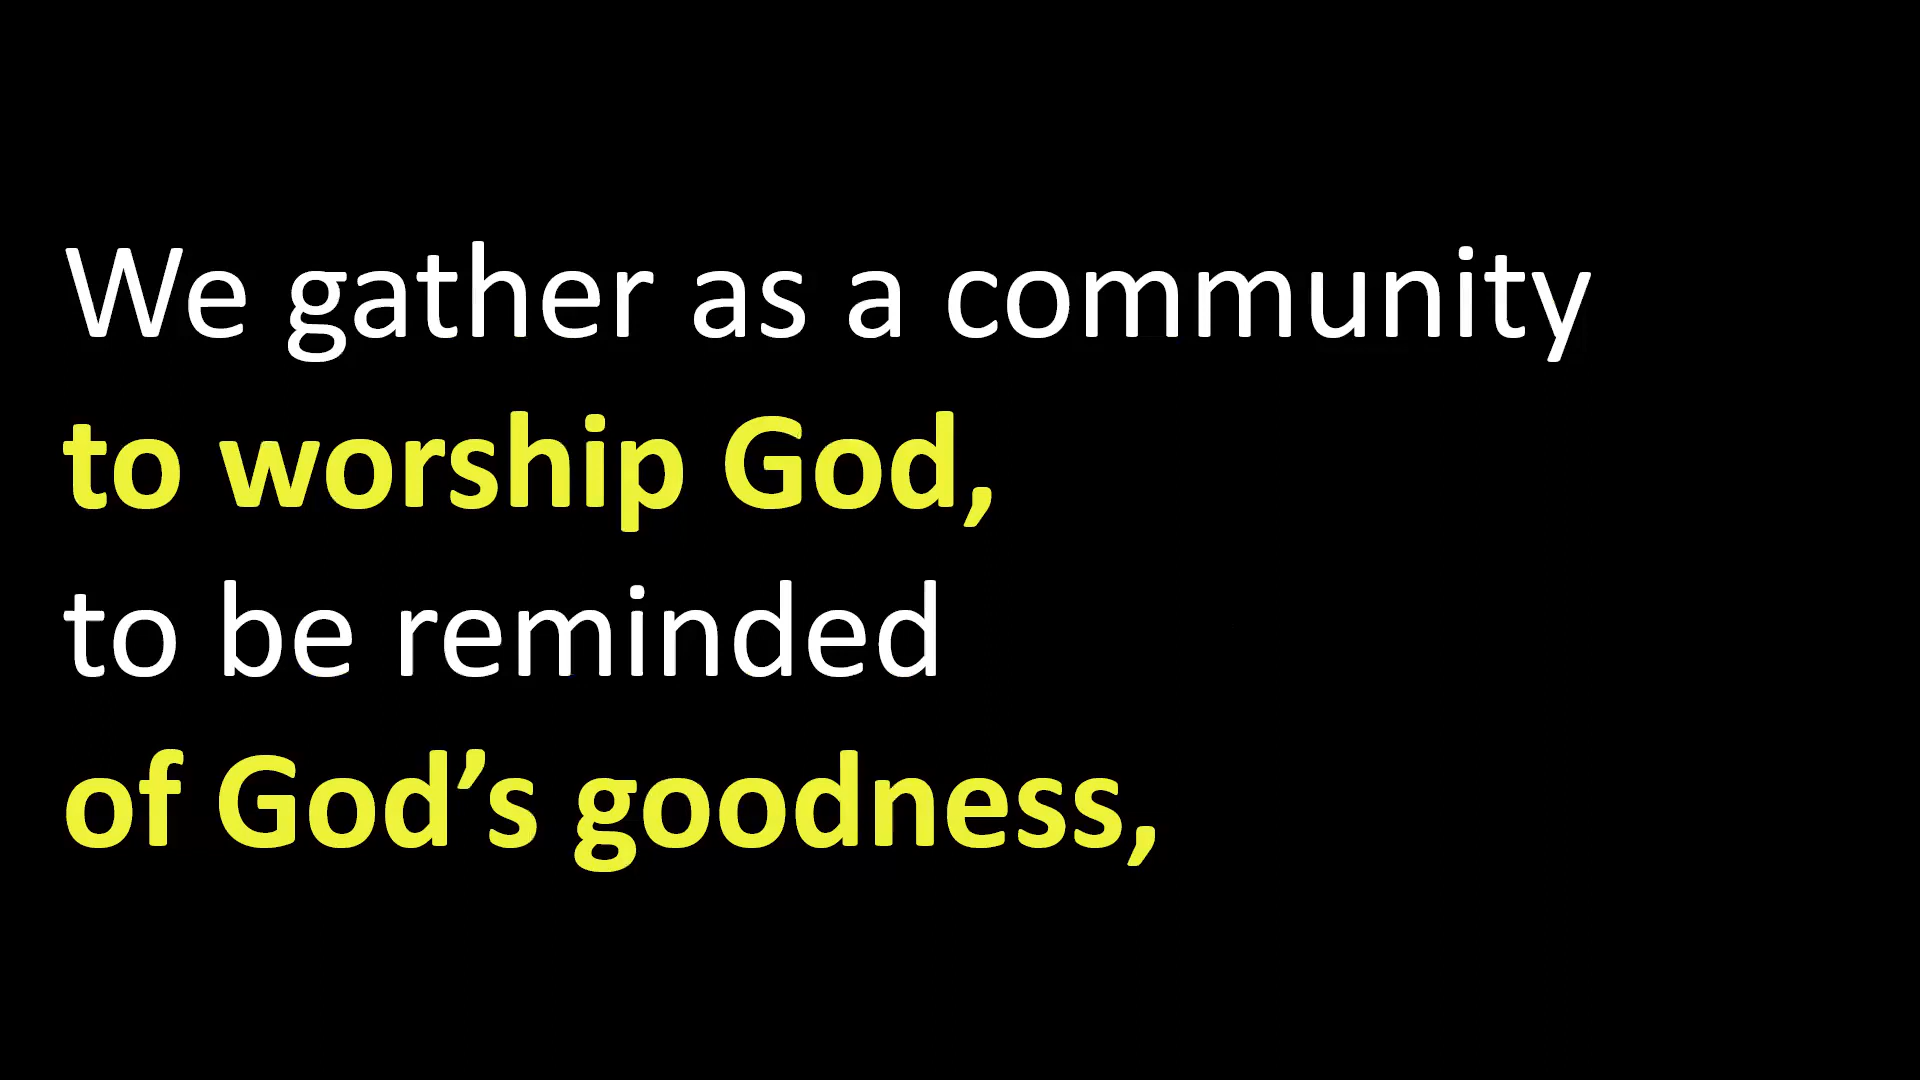 We gather as a community
to worship God,
to be reminded
of God’s goodness,